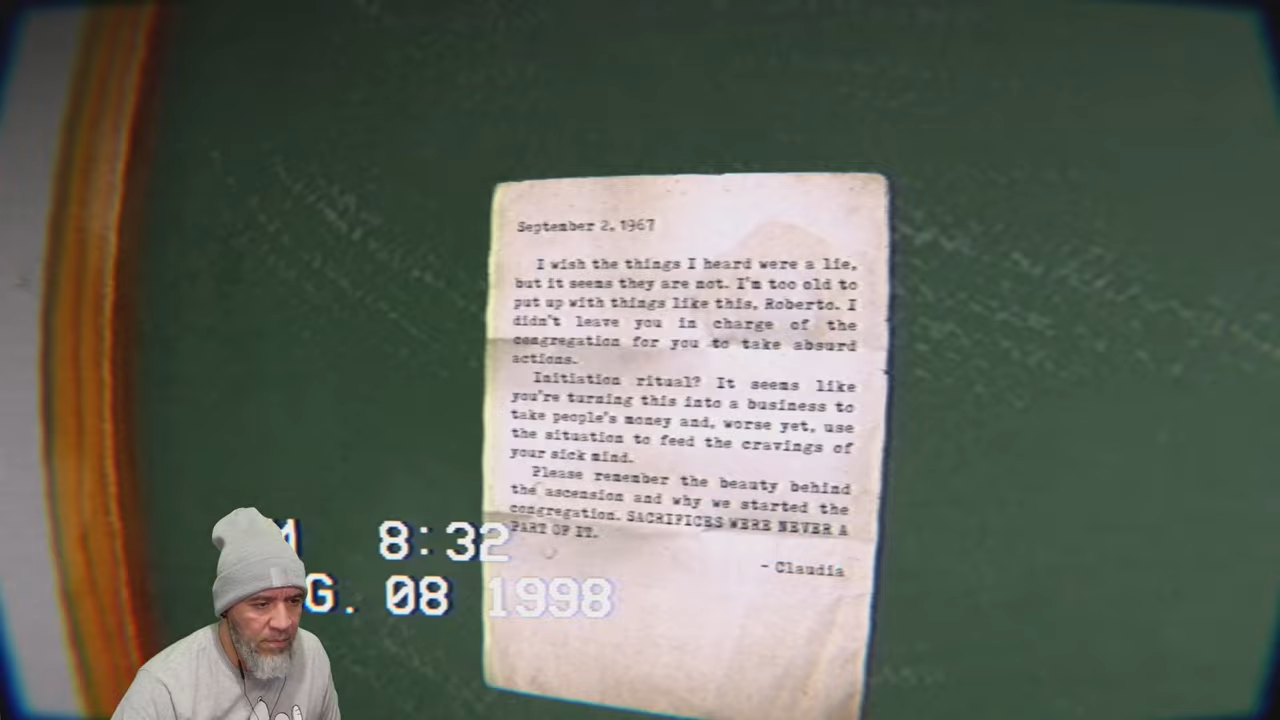 September 2, 1967
I wish the things I heard were a lie,
but it seems they are not. I'm too old to
put up with things like this, Roberto. I
didn't leave you in charge of the
congregation for you to take absurd
actions.
Initiation ritual? It seems like
you're turning this into a business to
take people's money and, worse yet, use
the situation to feed the cravings of
your sick mind.
Please remember the beauty behind
the ascension and why we started the
congregation. SACRIFICES WERE NEVER A
PART OF IT.
- Claudia
8:32
G. 08 1998